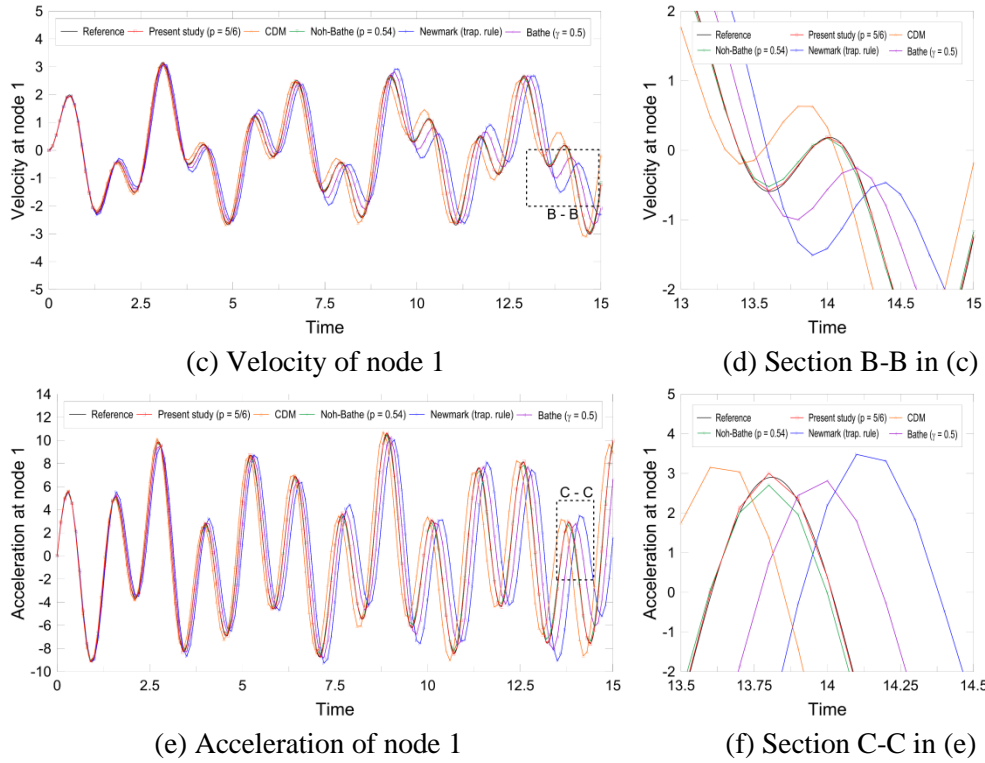 Reference Present study (p = 5/6) CDM Noh-Bathe (p = 0.54) Newmark (trap. rule) Bathe (γ = 0.5)
Velocity at node 1
5
4
3
2
1
0
-1
-2
-3
-4
-5
B - B
0 2.5 5 7.5 10 12.5 15
Time
(c) Velocity of node 1
Reference Present study (p = 5/6) CDM
Noh-Bathe (p = 0.54) Newmark (trap. rule) Bathe (γ = 0.5)
Velocity at node 1
2
1
0
-1
-2
13 13.5 14 14.5 15
Time
(d) Section B-B in (c)
Reference Present study (p = 5/6) CDM Noh-Bathe (p = 0.54) Newmark (trap. rule) Bathe (γ = 0.5)
Acceleration at node 1
14
12
10
8
6
4
2
0
-2
-4
-6
-8
-10
C - C
0 2.5 5 7.5 10 12.5 15
Time
(e) Acceleration of node 1
Reference Present study (p = 5/6) CDM
Noh-Bathe (p = 0.54) Newmark (trap. rule) Bathe (γ = 0.5)
Acceleration at node 1
5
4
3
2
1
0
-1
-2
13.5 13.75 14 14.25 14.5
Time
(f) Section C-C in (e)